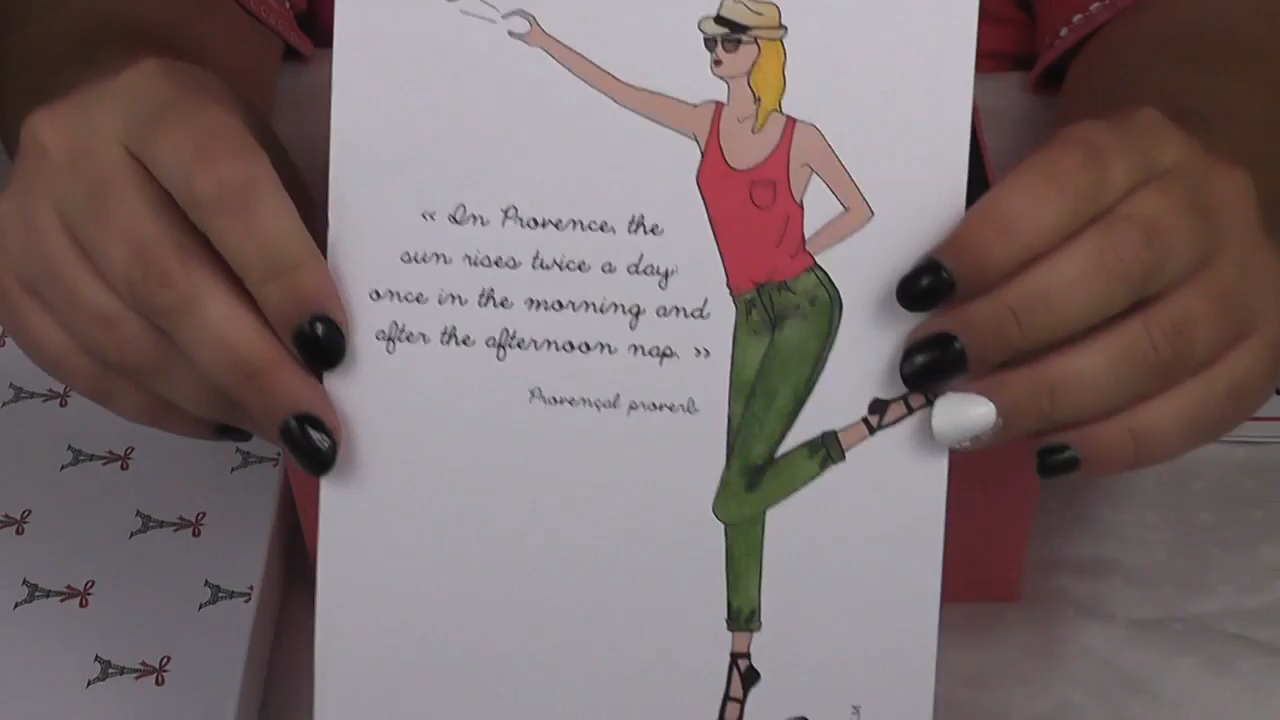 « In Provence, the
sun rises twice a day:
once in the morning and
after the afternoon nap. »
Provençal proverb